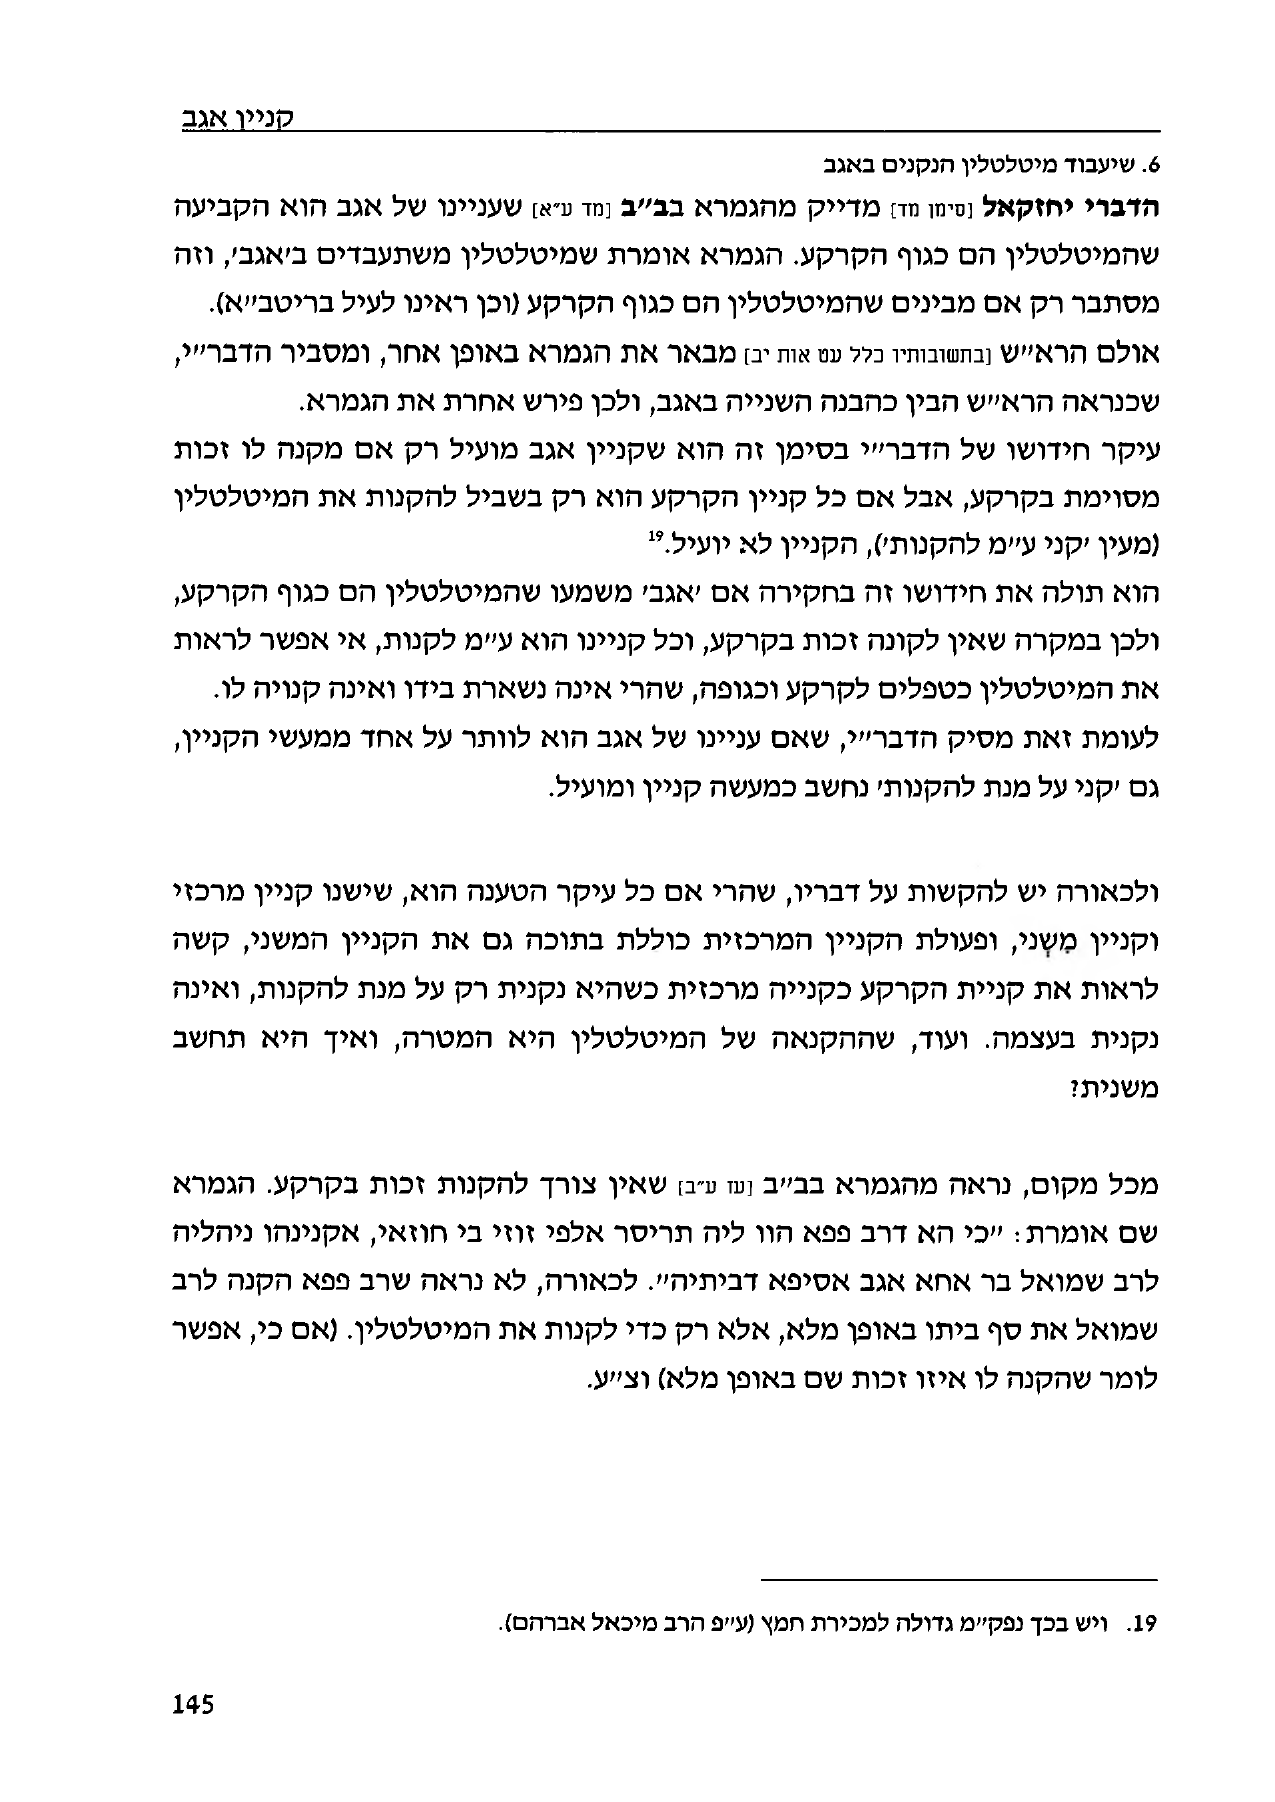 קניין אגב
6. שיעבוד מיטלטלין הנקנים באגב
הדברי יחזקאל [סימן מד] מדייק מהגמרא בב״ב [מד ע״א] שעניינו של אגב הוא הקביעה
שהמיטלטלין הם כגוף הקרקע. הגמרא אומרת שמיטלטלין משתעבדים ב׳אגב׳, וזה
מסתבר רק אם מבינים שהמיטלטלין הם כגוף הקרקע (וכן ראינו לעיל בריטב״א).
אולם הרא״ש [בתשובותיו כלל עט אות יב] מבאר את הגמרא באופן אחר, ומסביר הדבר״י,
שכנראה הרא״ש הבין כהבנה השנייה באגב, ולכן פירש אחרת את הגמרא.
עיקר חידושו של הדבר״י בסימן זה הוא שקניין אגב מועיל רק אם מקנה לו זכות
מסוימת בקרקע, אבל אם כל קניין הקרקע הוא רק בשביל להקנות את המיטלטלין
(מעין ׳קני ע״מ להקנות׳), הקניין לא יועיל.19
הוא תולה את חידושו זה בחקירה אם ׳אגב׳ משמעו שהמיטלטלין הם כגוף הקרקע,
ולכן במקרה שאין לקונה זכות בקרקע, וכל קניינו הוא ע״מ לקנות, אי אפשר לראות
את המיטלטלין כטפלים לקרקע וכגופה, שהרי אינה נשארת בידו ואינה קנויה לו.
לעומת זאת מסיק הדבר״י, שאם עניינו של אגב הוא לוותר על אחד ממעשי הקניין,
גם ׳קני על מנת להקנות׳ נחשב כמעשה קניין ומועיל.
ולכאורה יש להקשות על דבריו, שהרי אם כל עיקר הטענה הוא, שישנו קניין מרכזי
וקניין מִשְני, ופעולת הקניין המרכזית כוללת בתוכה גם את הקניין המשני, קשה
לראות את קניית הקרקע כקנייה מרכזית כשהיא נקנית רק על מנת להקנות, ואינה
נקנית בעצמה. ועוד, שההקנאה של המיטלטלין היא המטרה, ואיך היא תחשב
משנית?
מכל מקום, נראה מהגמרא בב״ב [עז ע״ב] שאין צורך להקנות זכות בקרקע. הגמרא
שם אומרת: ״כי הא דרב פפא הוו ליה תריסר אלפי זוזי בי חוזאי, אקנינהו ניהליה
לרב שמואל בר אחא אגב אסיפא דביתיה״. לכאורה, לא נראה שרב פפא הקנה לרב
שמואל את סף ביתו באופן מלא, אלא רק כדי לקנות את המיטלטלין. (אם כי, אפשר
לומר שהקנה לו איזו זכות שם באופן מלא) וצ״ע.
19. ויש בכך נפק״מ גדולה למכירת חמץ (ע״פ הרב מיכאל אברהם).
145